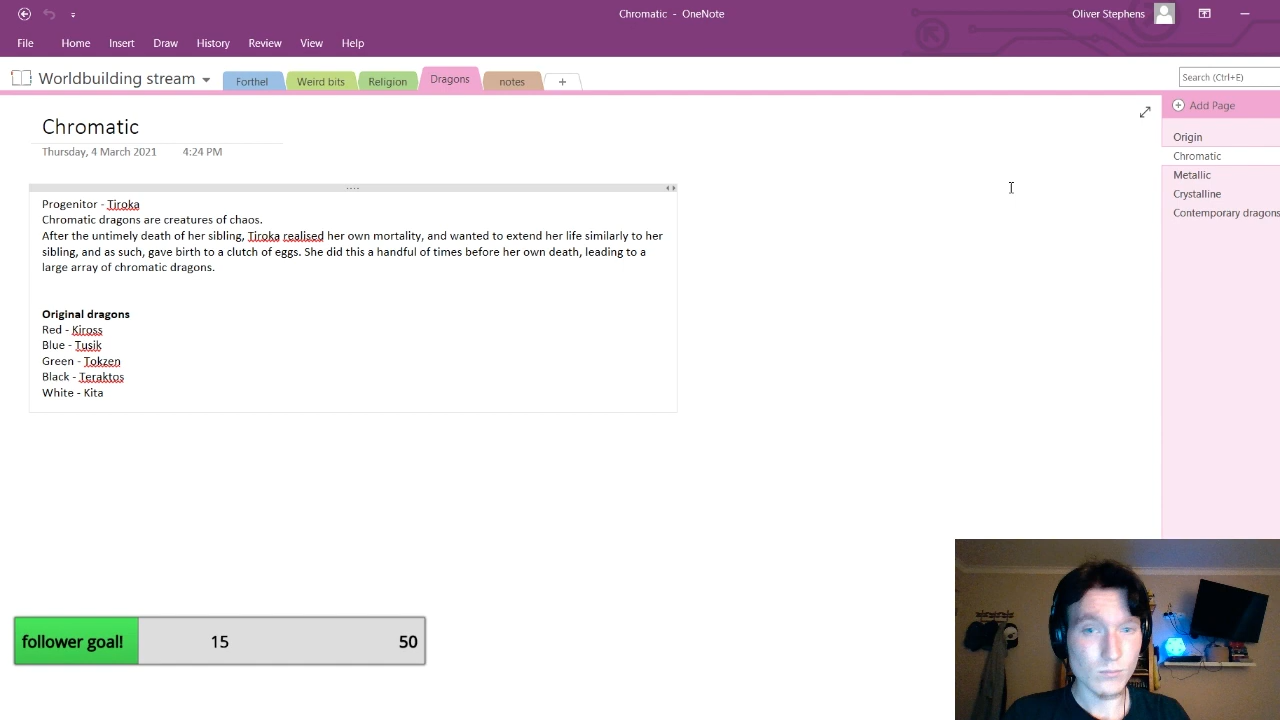 Chromatic - OneNote
Oliver Stephens
File Home Insert Draw History Review View Help
Worldbuilding stream Forthel Weird bits Religion Dragons notes
Search (Ctrl+E)
Add Page
Origin
Chromatic
Metallic
Crystalline
Contemporary dragons
Chromatic
Thursday, 4 March 2021 4:24 PM
Progenitor - Tiroka
Chromatic dragons are creatures of chaos.
After the untimely death of her sibling, Tiroka realised her own mortality, and wanted to extend her life similarly to her
sibling, and as such, gave birth to a clutch of eggs. She did this a handful of times before her own death, leading to a
large array of chromatic dragons.
Original dragons
Red - Kiross
Blue - Tusik
Green - Tokzen
Black - Teraktos
White - Kita
follower goal! 15 50